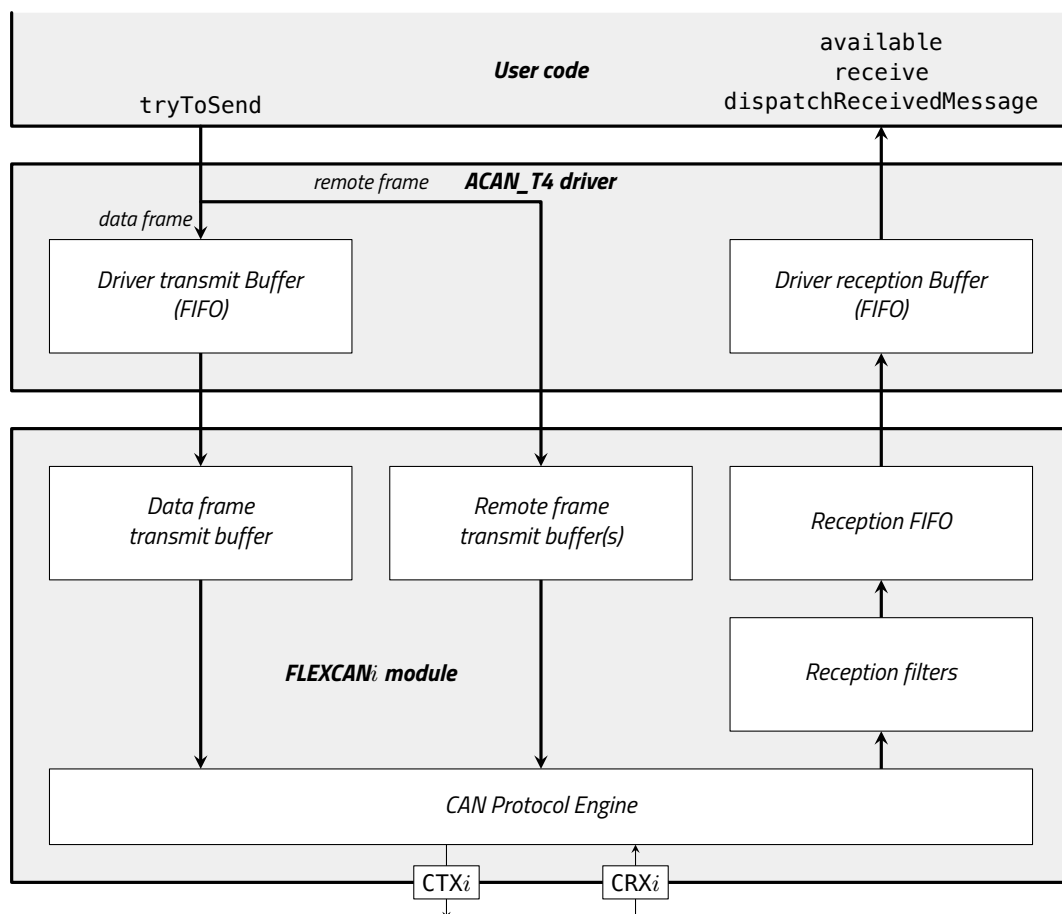 available
User code
receive
tryToSend
dispatchReceivedMessage
remote frame
ACAN_T4 driver
data frame
Driver transmit Buffer
(FIFO)
Driver reception Buffer
(FIFO)
Data frame
transmit buffer
Remote frame
transmit buffer(s)
Reception FIFO
FLEXCANi module
Reception filters
CAN Protocol Engine
CTXi
CRXi